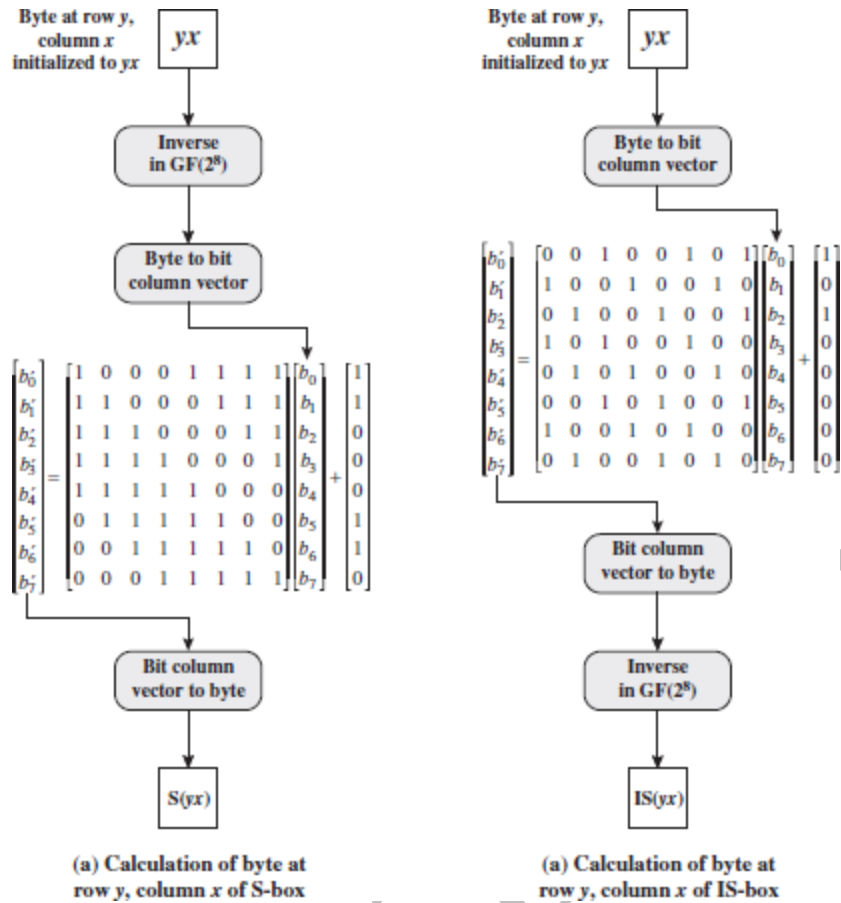 Byte at row y,
column x
initialized to yx
yx
Inverse
in GF(2⁸)
Byte to bit
column vector
b₀′ 1 0 0 0 1 1 1 1 b₀ 1
b₁′ 1 1 0 0 0 1 1 1 b₁ 1
b₂′ 1 1 1 0 0 0 1 1 b₂ 0
b₃′ = 1 1 1 1 0 0 0 1 b₃ + 0
b₄′ 1 1 1 1 1 0 0 0 b₄ 0
b₅′ 0 1 1 1 1 1 0 0 b₅ 1
b₆′ 0 0 1 1 1 1 1 0 b₆ 1
b₇′ 0 0 0 1 1 1 1 1 b₇ 0
Bit column
vector to byte
S(yx)
(a) Calculation of byte at
row y, column x of S-box
Byte at row y,
column x
initialized to yx
yx
Byte to bit
column vector
b₀′ 0 0 1 0 0 1 0 1 b₀ 1
b₁′ 1 0 0 1 0 0 1 0 b₁ 0
b₂′ 0 1 0 0 1 0 0 1 b₂ 1
b₃′ = 1 0 1 0 0 1 0 0 b₃ + 0
b₄′ 0 1 0 1 0 0 1 0 b₄ 0
b₅′ 0 0 1 0 1 0 0 1 b₅ 0
b₆′ 1 0 0 1 0 1 0 0 b₆ 0
b₇′ 0 1 0 0 1 0 1 0 b₇ 0
Bit column
vector to byte
Inverse
in GF(2⁸)
IS(yx)
(a) Calculation of byte at
row y, column x of IS-box